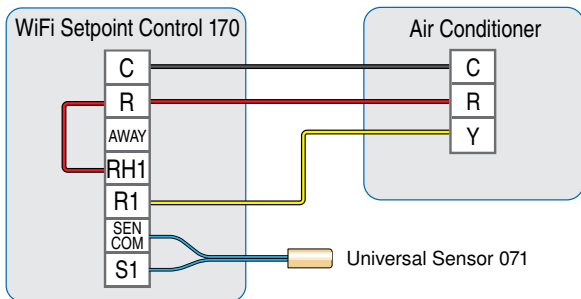 WiFi Setpoint Control 170
Air Conditioner
C
R
AWAY
RH1
R1
SEN
COM
S1
C
R
Y
Universal Sensor 071